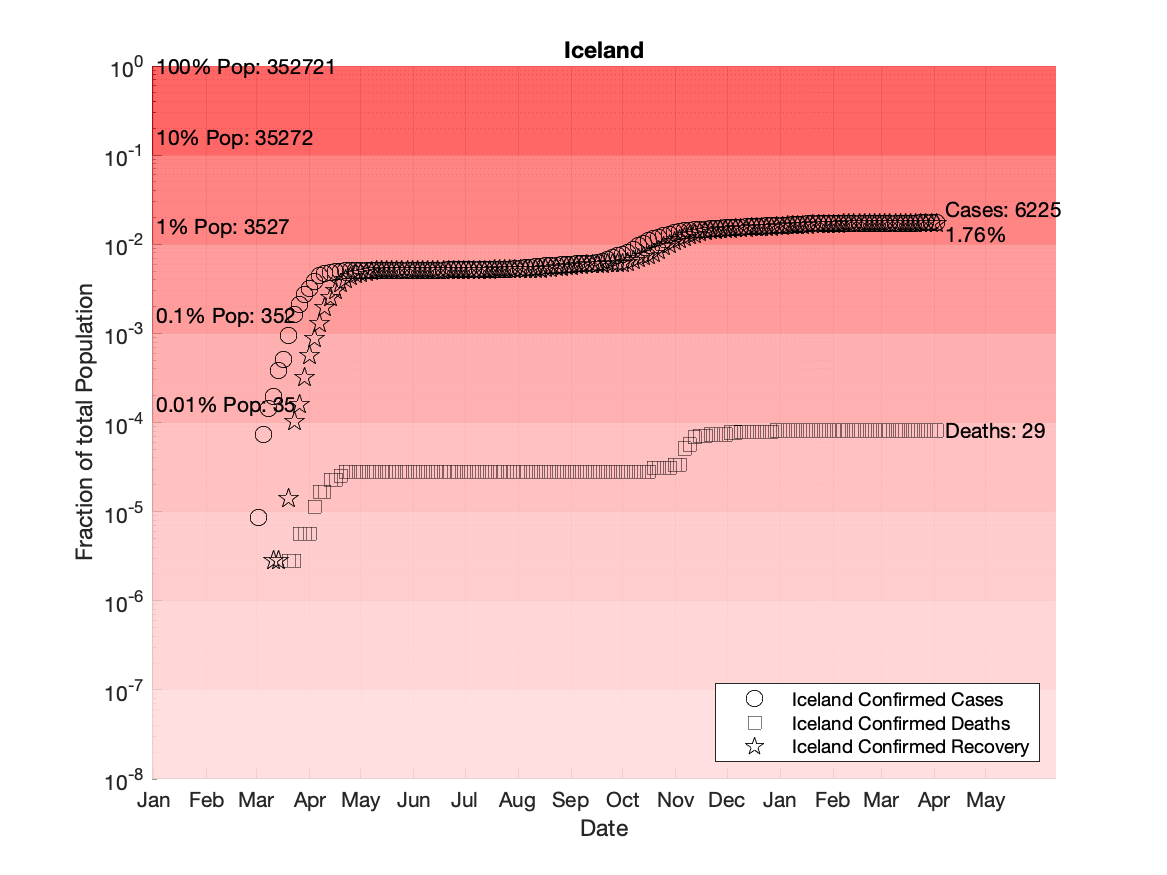 Iceland
10^0
100% Pop: 352721
10% Pop: 35272
10^-1
1% Pop: 3527
Cases: 6225
1.76%
10^-2
0.1% Pop: 352
10^-3
0.01% Pop: 35
10^-4
Deaths: 29
10^-5
10^-6
10^-7
10^-8
Fraction of total Population
Iceland Confirmed Cases
Iceland Confirmed Deaths
Iceland Confirmed Recovery
Jan Feb Mar Apr May Jun Jul Aug Sep Oct Nov Dec Jan Feb Mar Apr May
Date